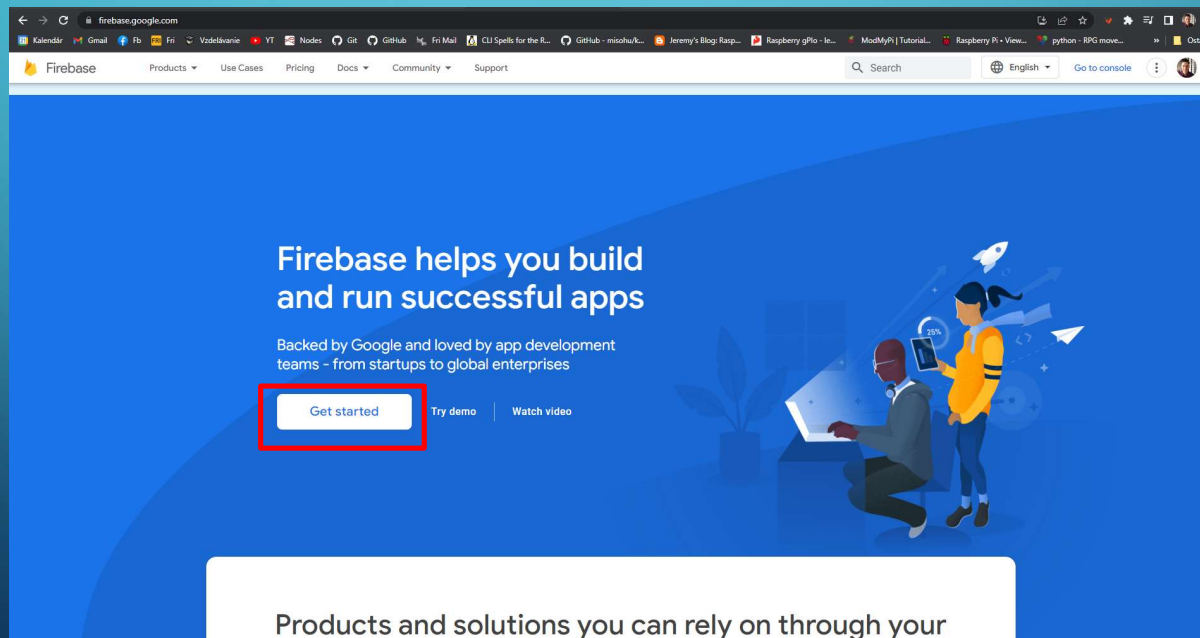 firebase.google.com
Kalendár Gmail Fb Fri Vzdelávanie YT Nodes Git GitHub Fri Mail CLI Spells for the R... GitHub - misohu/k... Jeremy's Blog: Rasp... Raspberry gPIo - le... ModMyPi | Tutorial... Raspberry Pi • View... python - RPG move... » Ost
Firebase Products Use Cases Pricing Docs Community Support Search English Go to console
Firebase helps you build
and run successful apps
Backed by Google and loved by app development
teams - from startups to global enterprises
Get started Try demo Watch video
25%
Products and solutions you can rely on through your